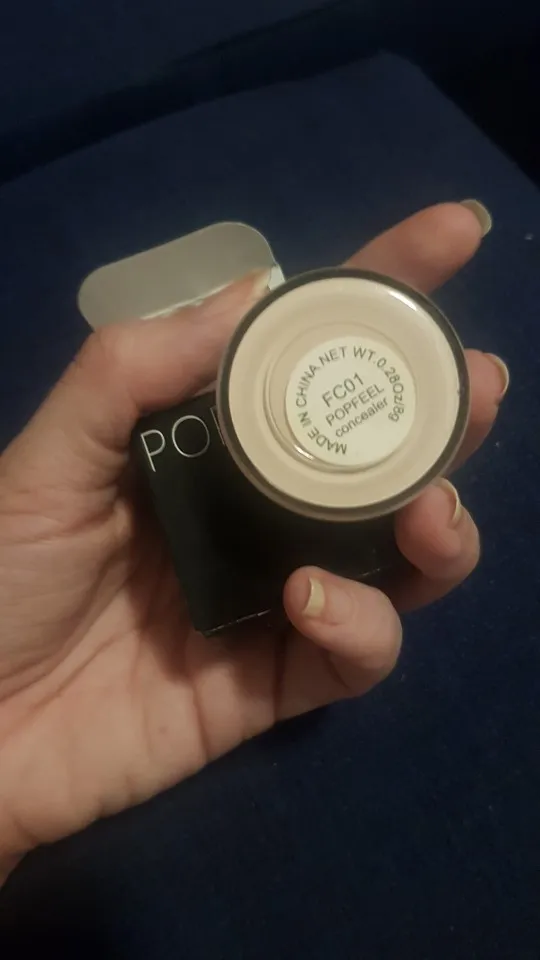 PO
MADE IN CHINA.NET WT.0.28Oz/8g
FC01
POPFEEL
concealer